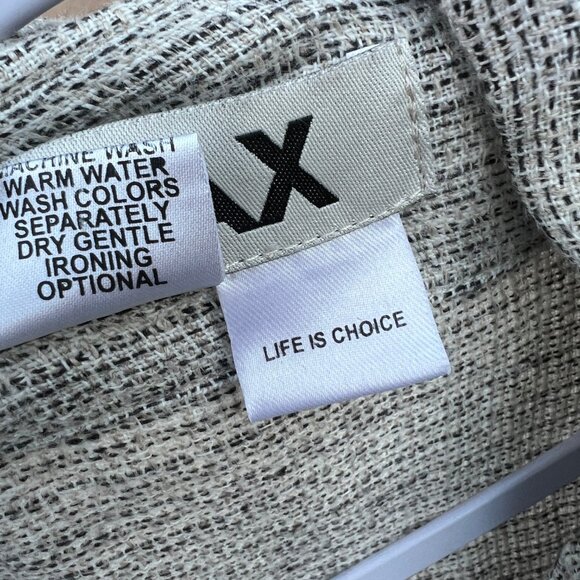 AX
MACHINE WASH
WARM WATER
WASH COLORS
SEPARATELY
DRY GENTLE
IRONING
OPTIONAL
LIFE IS CHOICE